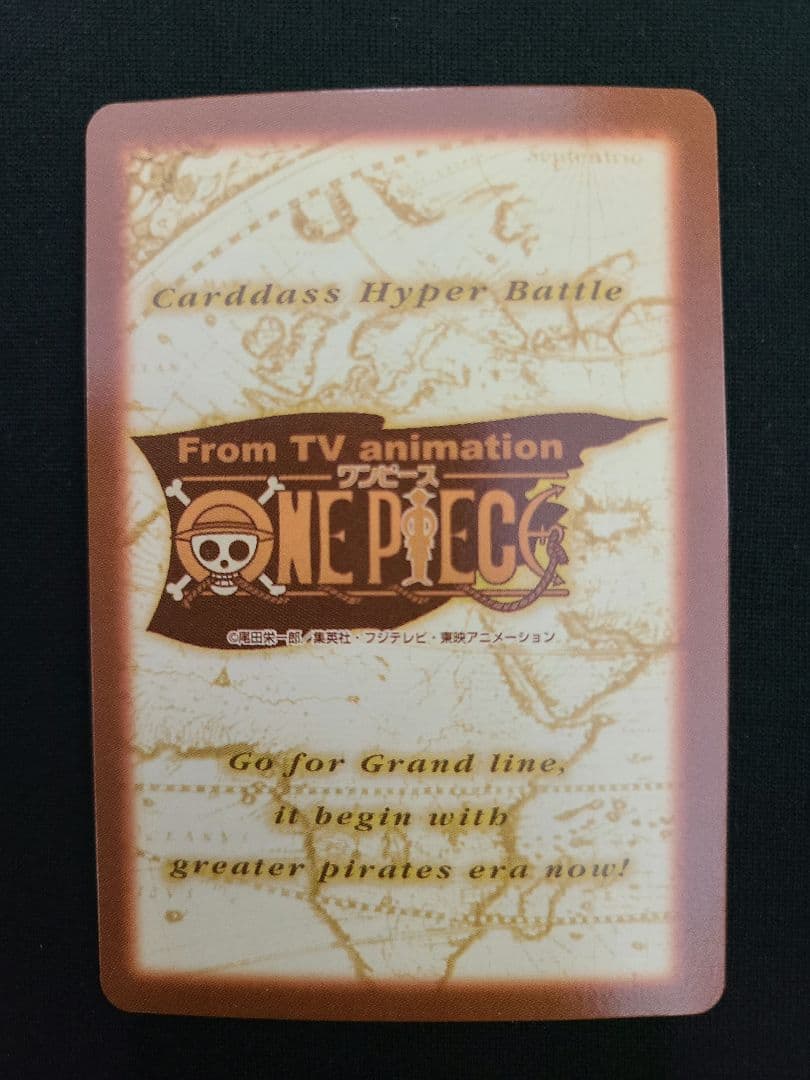 Septentrio
Carddass Hyper Battle
From TV animation
ワンピース
ONE PIECE
©尾田栄一郎/集英社・フジテレビ・東映アニメーション
Go for Grand line,
it begin with
greater pirates era now!